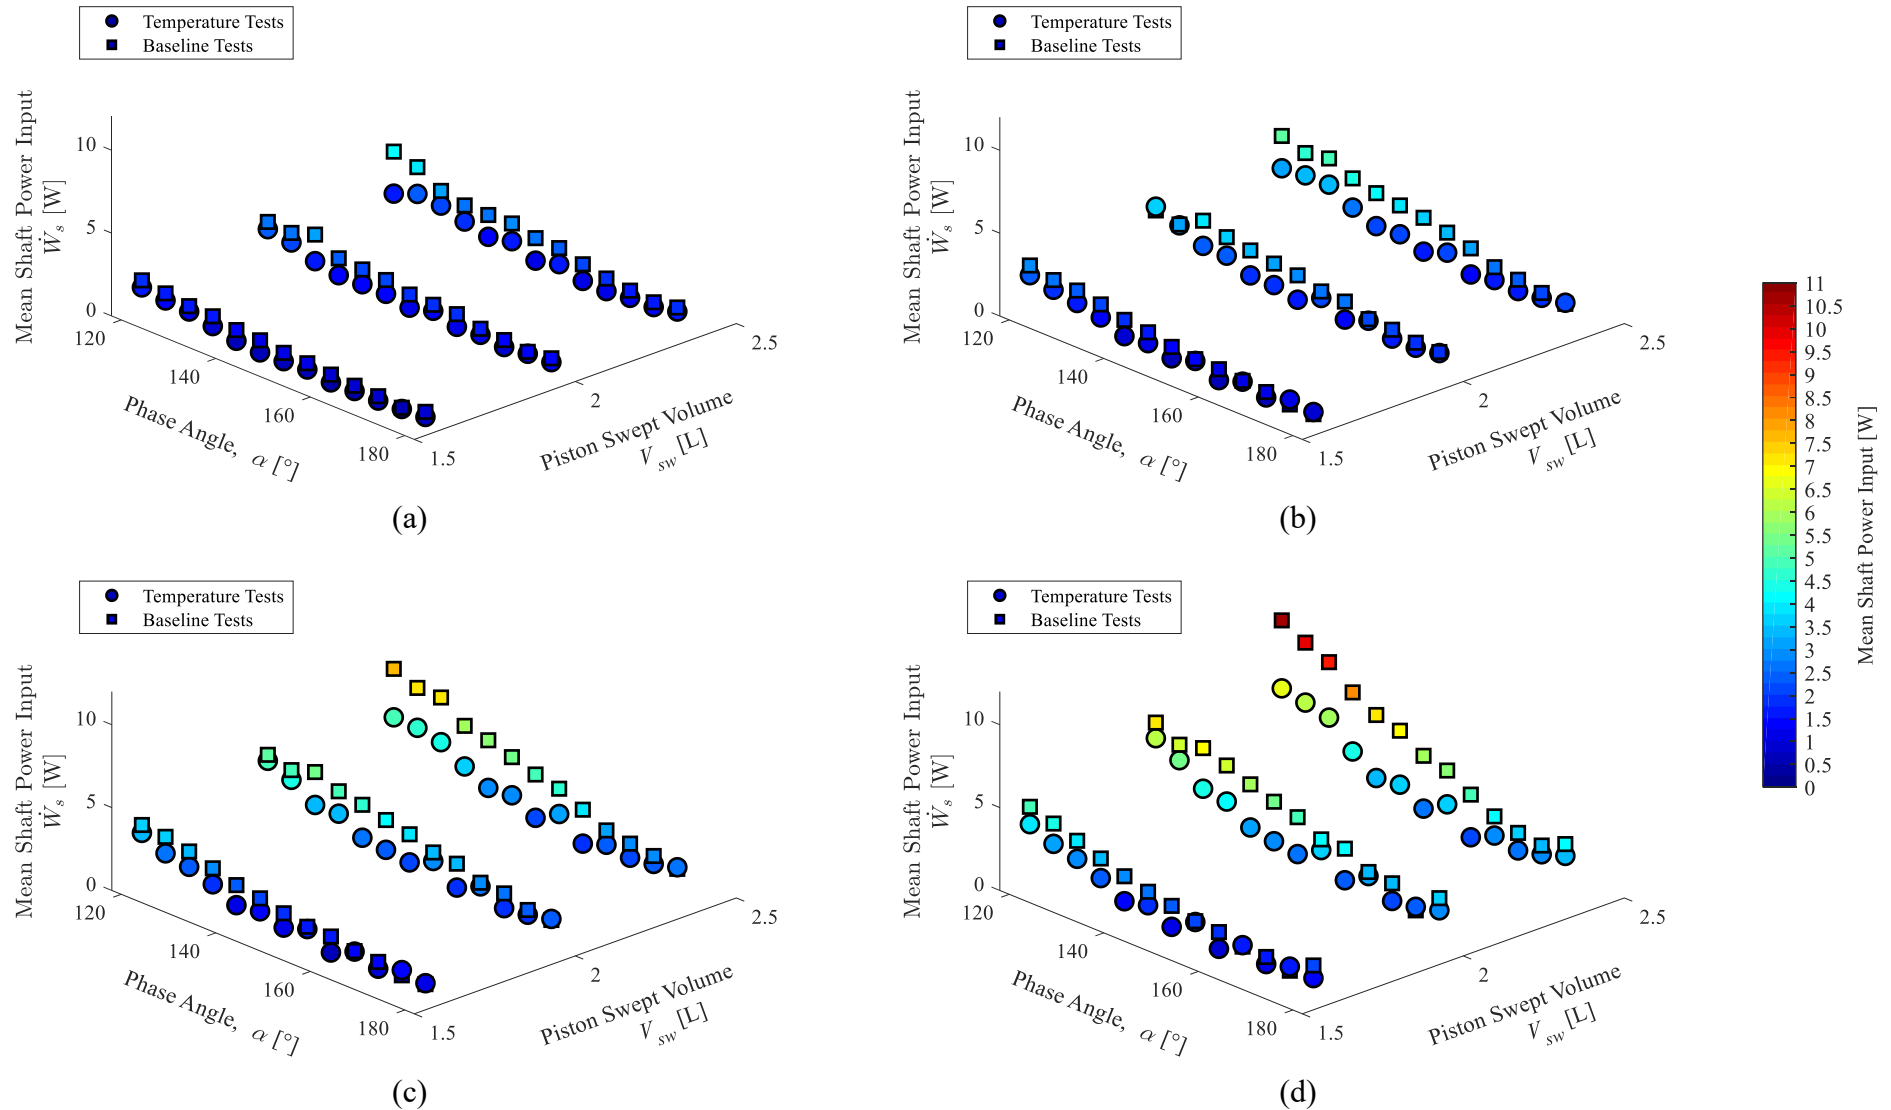 Temperature Tests
Baseline Tests
Mean Shaft Power Input
Ẇs [W]
10
5
0
120
140
160
180
Phase Angle, α [°]
1.5
2
2.5
Piston Swept Volume
Vsw [L]
(a)
Temperature Tests
Baseline Tests
Mean Shaft Power Input
Ẇs [W]
10
5
0
120
140
160
180
Phase Angle, α [°]
1.5
2
2.5
Piston Swept Volume
Vsw [L]
(b)
Temperature Tests
Baseline Tests
Mean Shaft Power Input
Ẇs [W]
10
5
0
120
140
160
180
Phase Angle, α [°]
1.5
2
2.5
Piston Swept Volume
Vsw [L]
(c)
Temperature Tests
Baseline Tests
Mean Shaft Power Input
Ẇs [W]
10
5
0
120
140
160
180
Phase Angle, α [°]
1.5
2
2.5
Piston Swept Volume
Vsw [L]
(d)
11
10.5
10
9.5
9
8.5
8
7.5
7
6.5
6
5.5
5
4.5
4
3.5
3
2.5
2
1.5
1
0.5
0
Mean Shaft Power Input [W]